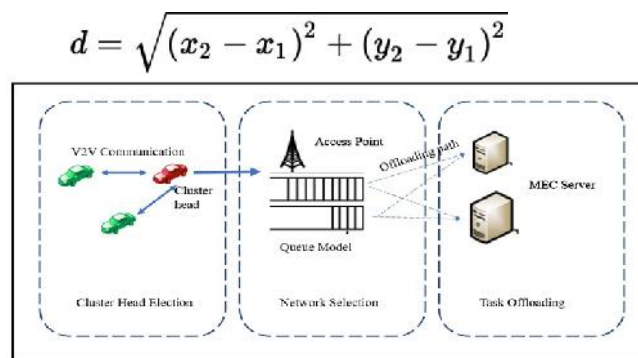 d = √((x₂ − x₁)² + (y₂ − y₁)²)
V2V Communication
Cluster
head
Cluster Head Election
Access Point
Queue Model
Network Selection
Offloading path
MEC Server
Task Offloading